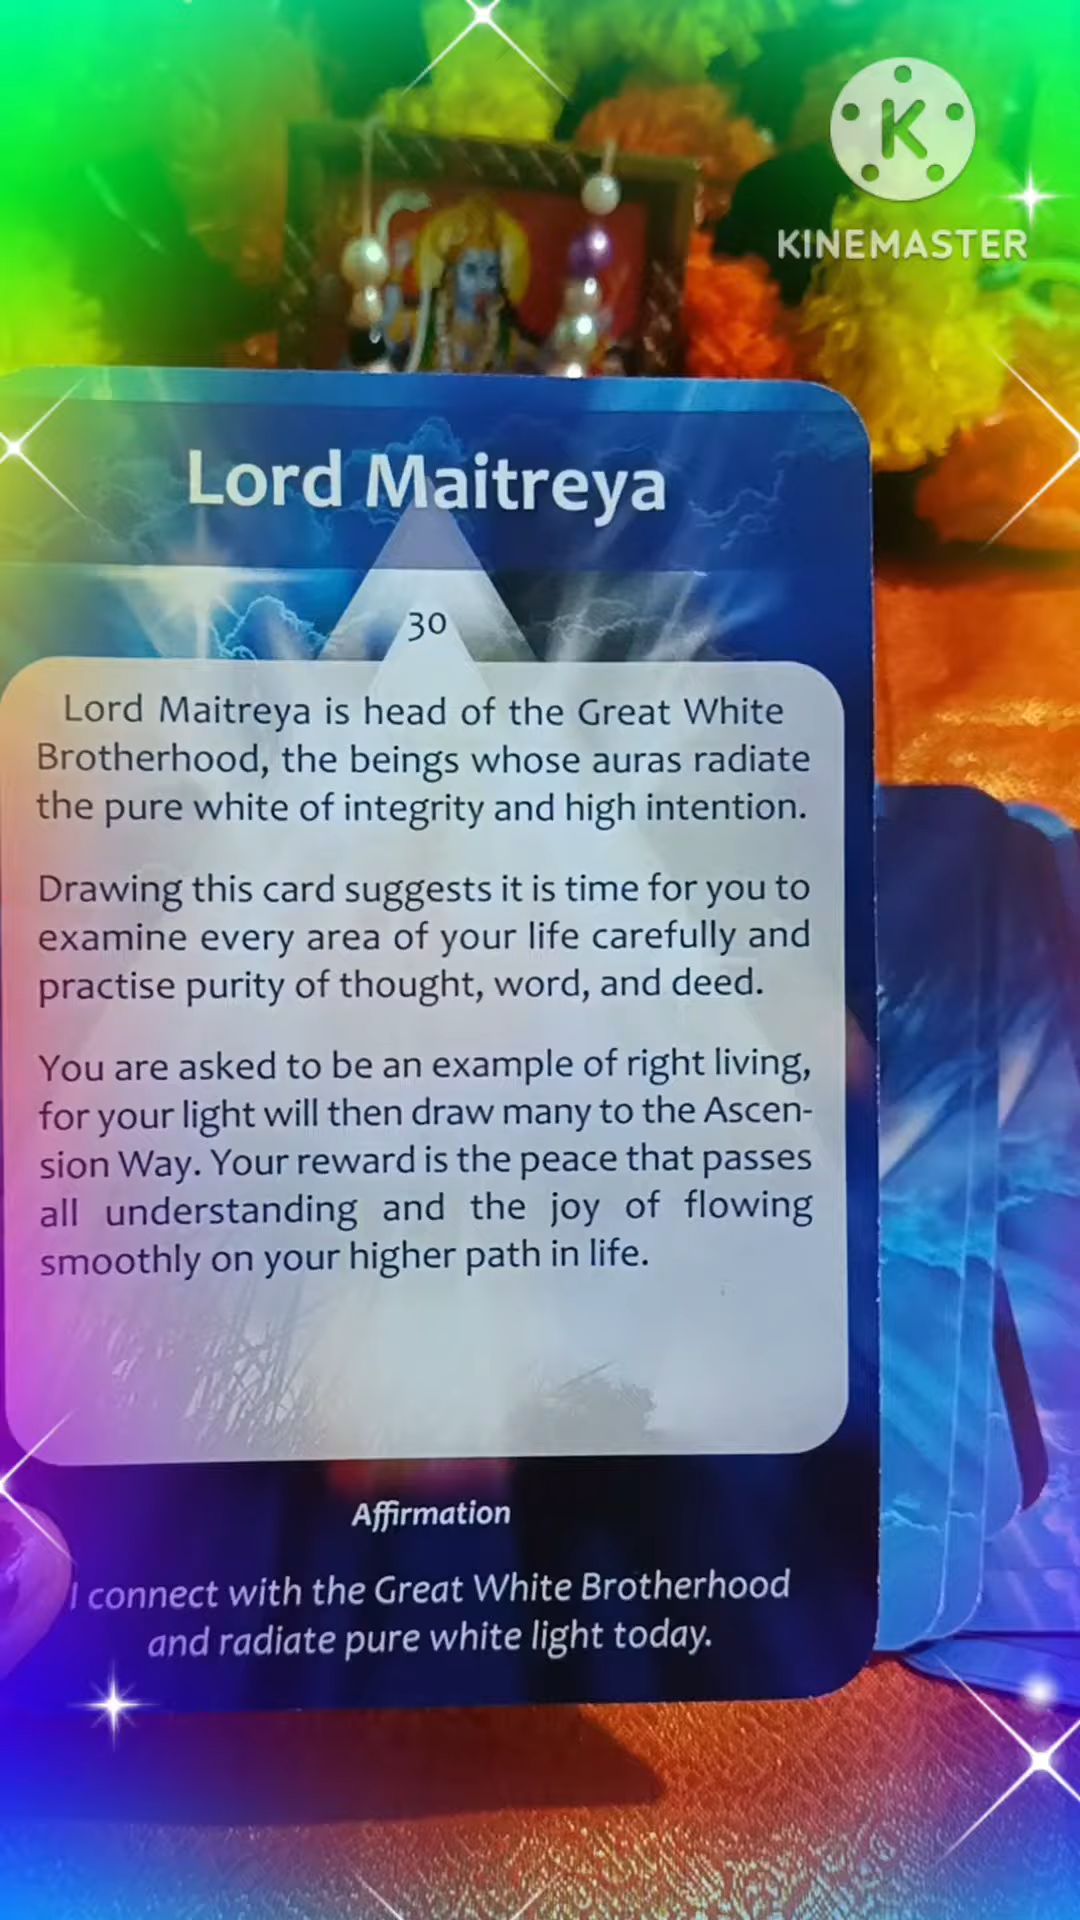 K
KINEMASTER
Lord Maitreya
30
Lord Maitreya is head of the Great White
Brotherhood, the beings whose auras radiate
the pure white of integrity and high intention.
Drawing this card suggests it is time for you to
examine every area of your life carefully and
practise purity of thought, word, and deed.
You are asked to be an example of right living,
for your light will then draw many to the Ascen-
sion Way. Your reward is the peace that passes
all understanding and the joy of flowing
smoothly on your higher path in life.
Affirmation
I connect with the Great White Brotherhood
and radiate pure white light today.